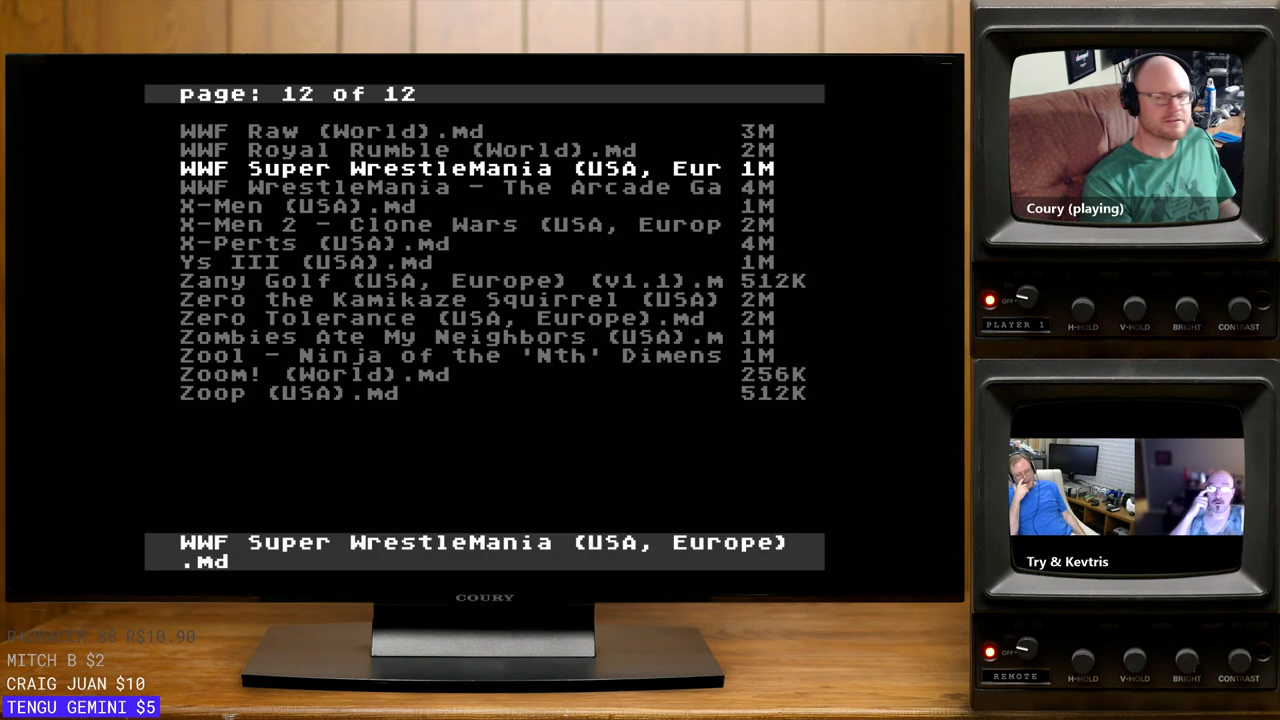 page: 12 of 12
WWF Raw (World).md 3M
WWF Royal Rumble (World).md 2M
WWF Super WrestleMania (USA, Eur 1M
WWF WrestleMania - The Arcade Ga 4M
X-Men (USA).md 1M
X-Men 2 - Clone Wars (USA, Europ 2M
X-Perts (USA).md 4M
Ys III (USA).md 1M
Zany Golf (USA, Europe) (v1.1).m 512K
Zero the Kamikaze Squirrel (USA) 2M
Zero Tolerance (USA, Europe).md 2M
Zombies Ate My Neighbors (USA).m 1M
Zool - Ninja of the 'Nth' Dimens 1M
Zoom! (World).md 256K
Zoop (USA).md 512K
WWF Super WrestleMania (USA, Europe)
.md
COURY
R$10.90
MITCH B $2
CRAIG JUAN $10
TENGU GEMINI $5
Coury (playing)
OFF
PLAYER 1
H-HOLD V-HOLD BRIGHT CONTRAST
Try & Kevtris
OFF
REMOTE
H-HOLD V-HOLD BRIGHT CONTRAST